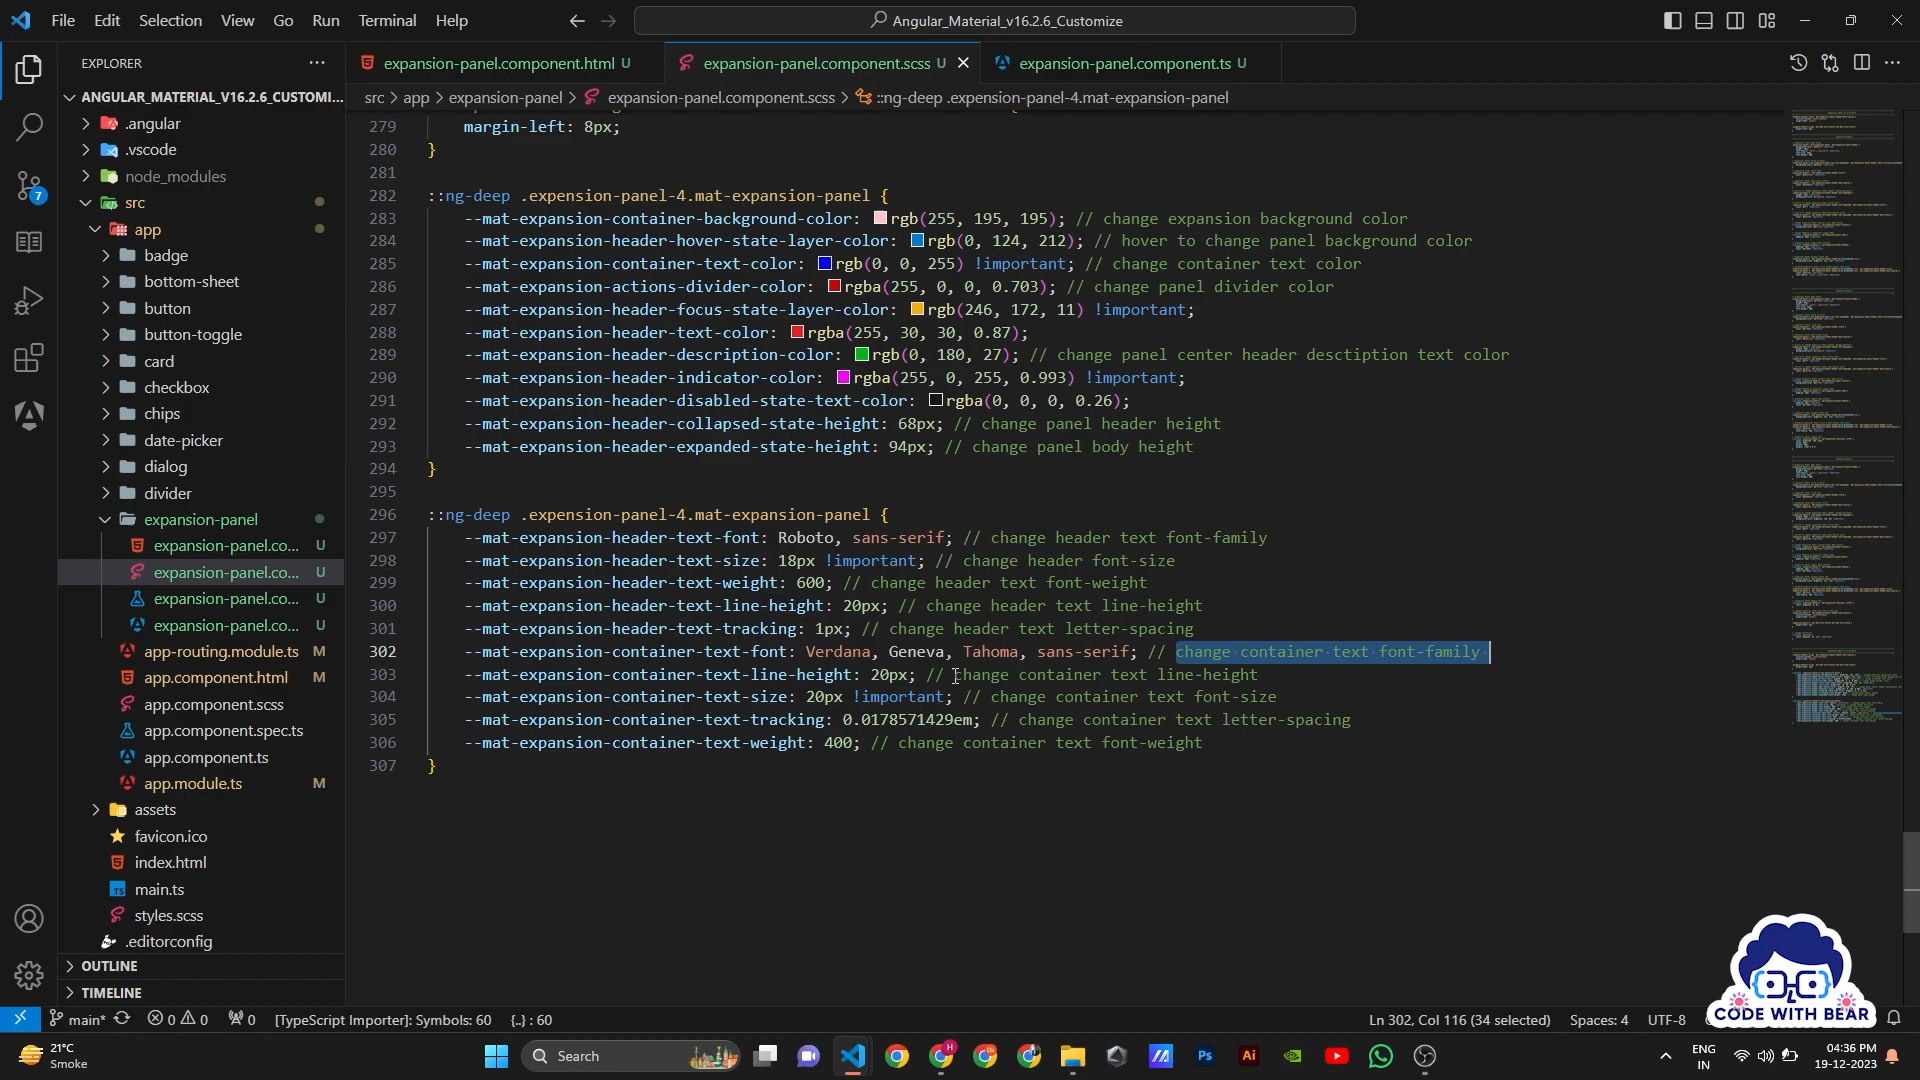 File Edit Selection View Go Run Terminal Help
Angular_Material_v16.2.6_Customize
EXPLORER
expansion-panel.component.html U
expansion-panel.component.scss U
expansion-panel.component.ts U
ANGULAR_MATERIAL_V16.2.6_CUSTOMI...
src > app > expansion-panel > expansion-panel.component.scss > ::ng-deep .expension-panel-4.mat-expansion-panel
.angular
.vscode
node_modules
src
app
badge
bottom-sheet
button
button-toggle
card
checkbox
chips
date-picker
dialog
divider
expansion-panel
expansion-panel.co... U
expansion-panel.co... U
expansion-panel.co... U
expansion-panel.co... U
app-routing.module.ts M
app.component.html M
app.component.scss
app.component.spec.ts
app.component.ts
app.module.ts M
assets
favicon.ico
index.html
main.ts
styles.scss
.editorconfig
OUTLINE
TIMELINE
7
279 margin-left: 8px;
280 }
281
282 ::ng-deep .expension-panel-4.mat-expansion-panel {
283 --mat-expansion-container-background-color: rgb(255, 195, 195); // change expansion background color
284 --mat-expansion-header-hover-state-layer-color: rgb(0, 124, 212); // hover to change panel background color
285 --mat-expansion-container-text-color: rgb(0, 0, 255) !important; // change container text color
286 --mat-expansion-actions-divider-color: rgba(255, 0, 0, 0.703); // change panel divider color
287 --mat-expansion-header-focus-state-layer-color: rgb(246, 172, 11) !important;
288 --mat-expansion-header-text-color: rgba(255, 30, 30, 0.87);
289 --mat-expansion-header-description-color: rgb(0, 180, 27); // change panel center header desctiption text color
290 --mat-expansion-header-indicator-color: rgba(255, 0, 255, 0.993) !important;
291 --mat-expansion-header-disabled-state-text-color: rgba(0, 0, 0, 0.26);
292 --mat-expansion-header-collapsed-state-height: 68px; // change panel header height
293 --mat-expansion-header-expanded-state-height: 94px; // change panel body height
294 }
295
296 ::ng-deep .expension-panel-4.mat-expansion-panel {
297 --mat-expansion-header-text-font: Roboto, sans-serif; // change header text font-family
298 --mat-expansion-header-text-size: 18px !important; // change header font-size
299 --mat-expansion-header-text-weight: 600; // change header text font-weight
300 --mat-expansion-header-text-line-height: 20px; // change header text line-height
301 --mat-expansion-header-text-tracking: 1px; // change header text letter-spacing
302 --mat-expansion-container-text-font: Verdana, Geneva, Tahoma, sans-serif; // change container text font-family
303 --mat-expansion-container-text-line-height: 20px; // change container text line-height
304 --mat-expansion-container-text-size: 20px !important; // change container text font-size
305 --mat-expansion-container-text-tracking: 0.0178571429em; // change container text letter-spacing
306 --mat-expansion-container-text-weight: 400; // change container text font-weight
307 }
CODE WITH BEAR
main* 0 0 0 [TypeScript Importer]: Symbols: 60 {..} : 60
Ln 302, Col 116 (34 selected) Spaces: 4 UTF-8
21°C
Smoke
Search
ENG
IN
04:36 PM
19-12-2023